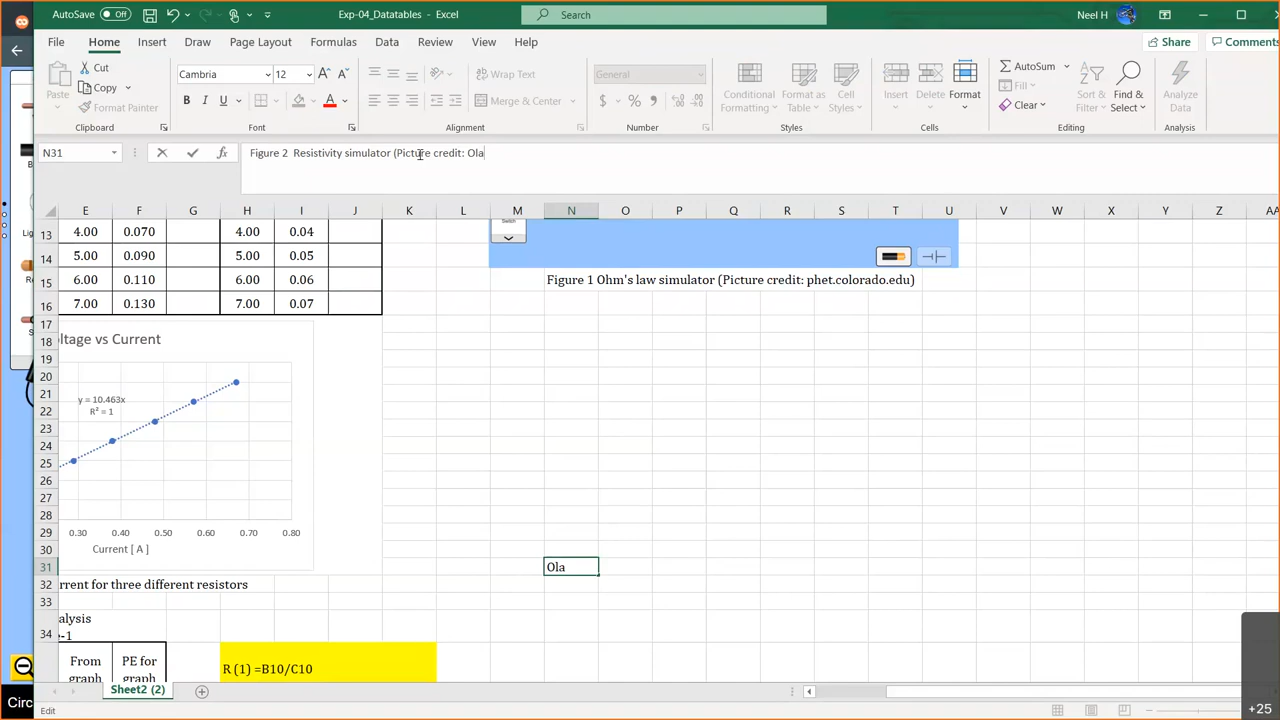 AutoSave Off Exp-04_Datatables - Excel Search Neel H
File Home Insert Draw Page Layout Formulas Data Review View Help Share Comments
Paste Cut Copy Format Painter Clipboard
Cambria 12 A A B I U A Font
ab Wrap Text Merge & Center Alignment
General $ % , Number
Conditional Formatting Format as Table Cell Styles Styles
Insert Delete Format Cells
AutoSum Fill Clear Sort & Filter Find & Select Editing
Analyze Data Analysis
N31 fx Figure 2 Resistivity simulator (Picture credit: Ola
E F G H I J K L M N O P Q R S T U V W X Y Z AA
Switch
13 4.00 0.070 4.00 0.04
14 5.00 0.090 5.00 0.05
15 6.00 0.110 6.00 0.06 Figure 1 Ohm's law simulator (Picture credit: phet.colorado.edu)
16 7.00 0.130 7.00 0.07
17
ltage vs Current
18
19
20
21
y = 10.463x
R² = 1
22
23
24
25
26
27
28
29
0.30 0.40 0.50 0.60 0.70 0.80
30
Current [ A ]
31 Ola
32 rrent for three different resistors
33
alysis
34 e-1
From graph PE for graph R (1) =B10/C10
Sheet2 (2)
Edit
Circ
+25